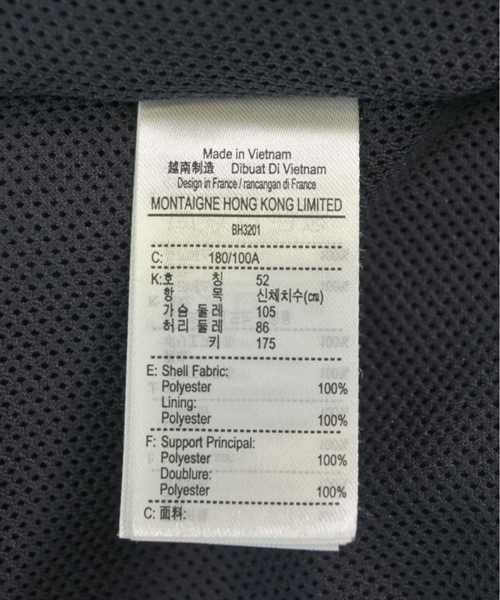 Made in Vietnam
越南制造 Dibuat Di Vietnam
Design in France / rancangan di France
MONTAIGNE HONG KONG LIMITED
BH3201
C: 180/100A
K:호 칭 52
항 목 신체치수(㎝)
가슴 둘레 105
허리 둘레 86
키 175
E: Shell Fabric:
Polyester 100%
Lining:
Polyester 100%
F: Support Principal:
Polyester 100%
Doublure:
Polyester 100%
C: 面料: